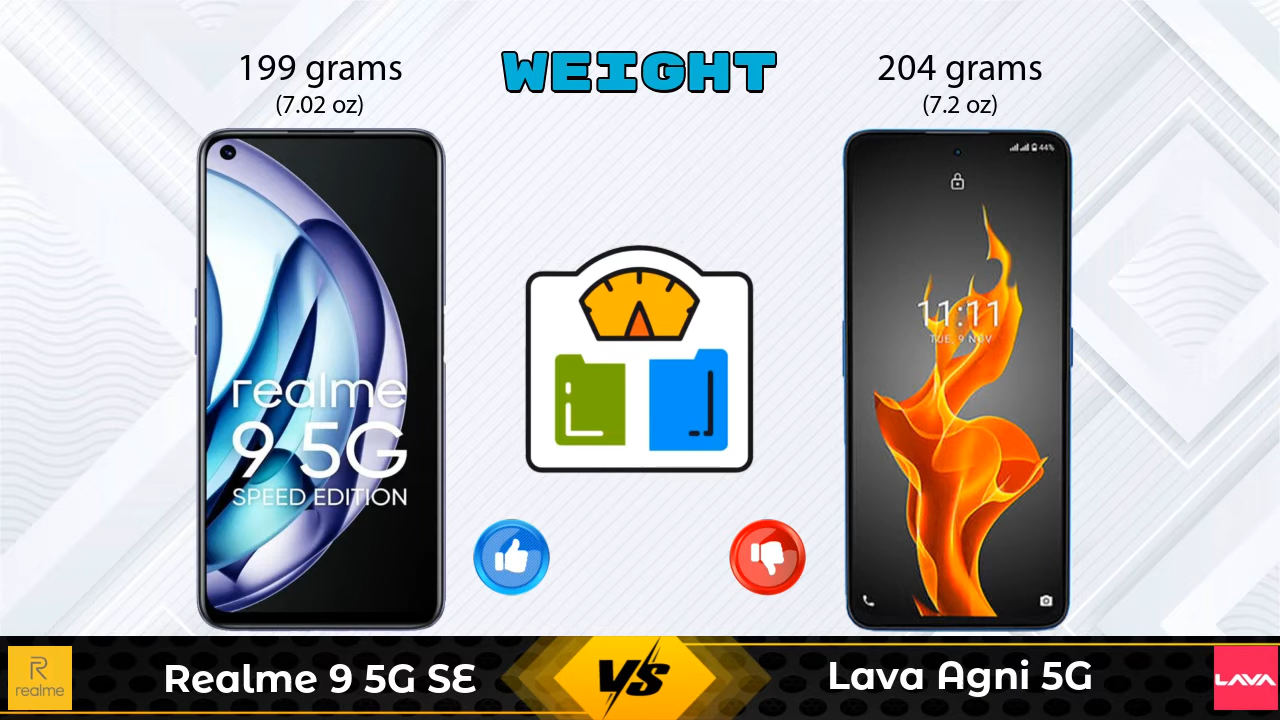 WEIGHT
199 grams
(7.02 oz)
204 grams
(7.2 oz)
realme
9 5G
SPEED EDITION
44%
11:11
TUE, 9 NOV
R
realme
Realme 9 5G SE
VS
Lava Agni 5G
LAVA